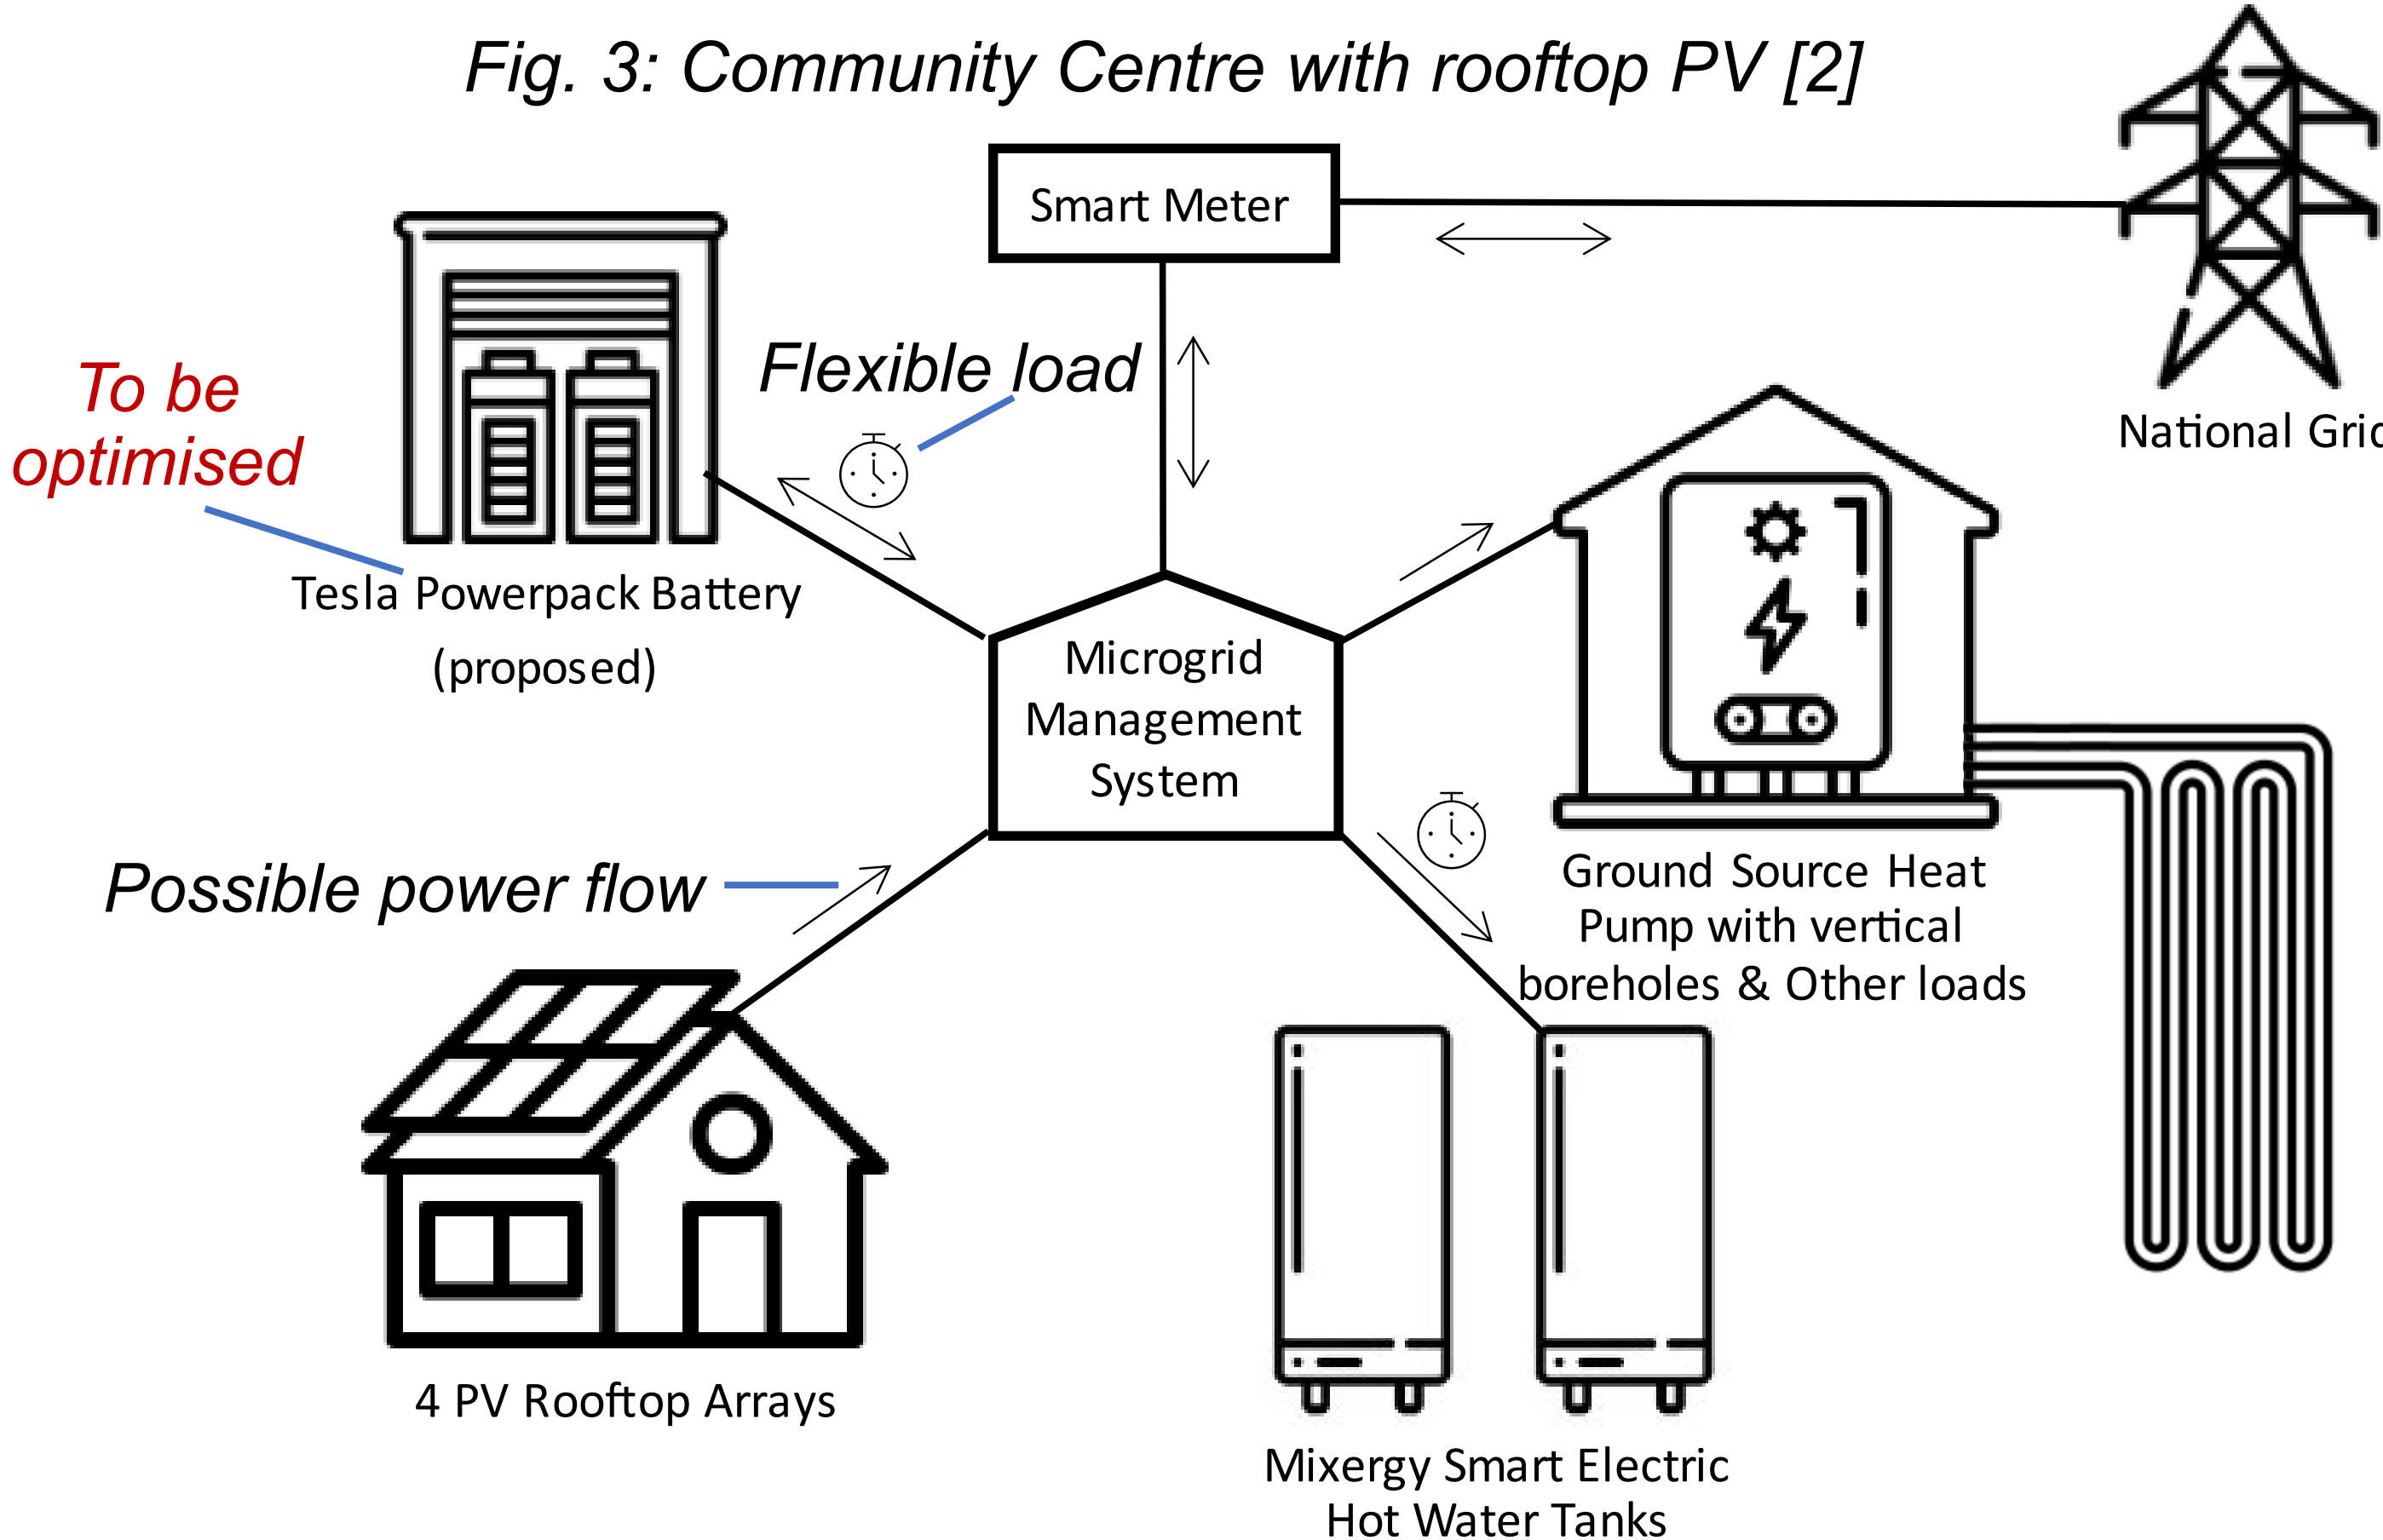 Fig. 3: Community Centre with rooftop PV [2]
Smart Meter
National Grid
Flexible load
To be
optimised
Tesla Powerpack Battery
(proposed)
Microgrid
Management
System
Possible power flow
Ground Source Heat
Pump with vertical
boreholes & Other loads
4 PV Rooftop Arrays
Mixergy Smart Electric
Hot Water Tanks